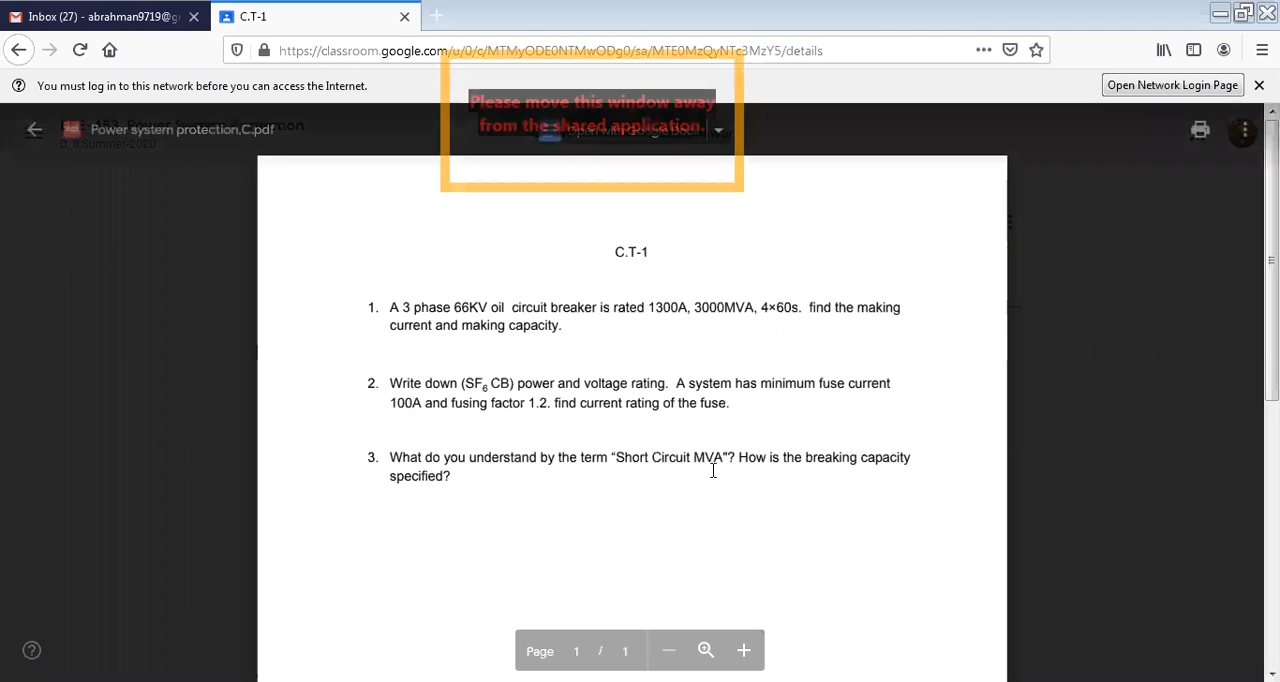 Inbox (27) - abrahman9719@g
C.T-1
https://classroom.google.com/u/0/c/MTMyODE0NTMwODg0/sa/MTE0MzQyNTc3MzY5/details
You must log in to this network before you can access the Internet.
Open Network Login Page
Please move this window away
from the shared application.
Power system protection,C.pdf
D_8:Summer-2020
C.T-1
1. A 3 phase 66KV oil circuit breaker is rated 1300A, 3000MVA, 4×60s. find the making
current and making capacity.
2. Write down (SF6 CB) power and voltage rating. A system has minimum fuse current
100A and fusing factor 1.2. find current rating of the fuse.
3. What do you understand by the term “Short Circuit MVA"? How is the breaking capacity
specified?
Page 1 / 1